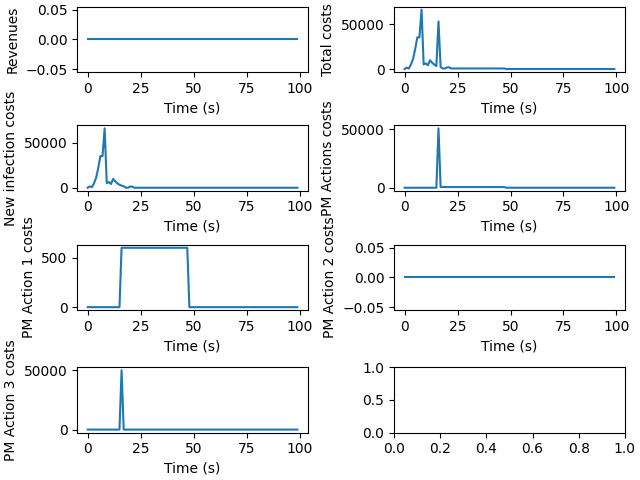 Revenues
0.05
0.00
−0.05
0 25 50 75 100
Time (s)
Total costs
50000
0
0 25 50 75 100
Time (s)
New infection costs
50000
0
0 25 50 75 100
Time (s)
PM Actions costs
50000
0
0 25 50 75 100
Time (s)
PM Action 1 costs
500
0
0 25 50 75 100
Time (s)
PM Action 2 costs
0.05
0.00
−0.05
0 25 50 75 100
Time (s)
PM Action 3 costs
50000
0
0 25 50 75 100
Time (s)
1.0
0.5
0.0
0.0 0.2 0.4 0.6 0.8 1.0